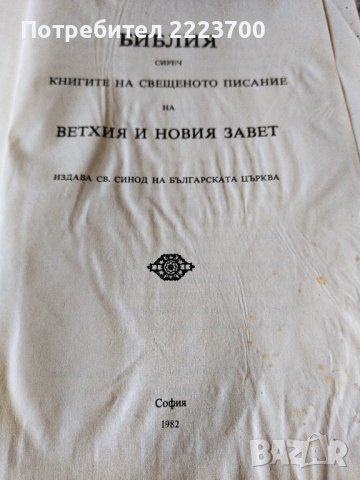 Потребител 2223700
БИБЛИЯ
СИРЕЧ
КНИГИТЕ НА СВЕЩЕНОТО ПИСАНИЕ
НА
ВЕТХИЯ И НОВИЯ ЗАВЕТ
ИЗДАВА СВ. СИНОД НА БЪЛГАРСКАТА ЦЪРКВА
София
1982
BAZAR